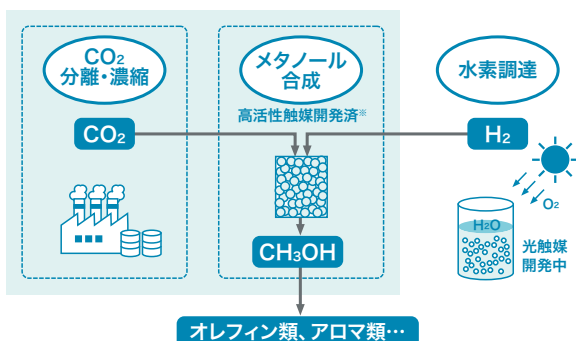 CO₂
分離・濃縮
メタノール
合成
水素調達
高活性触媒開発済※
CO₂
H₂
O₂
H₂O
光触媒
開発中
CH₃OH
オレフィン類、アロマ類…